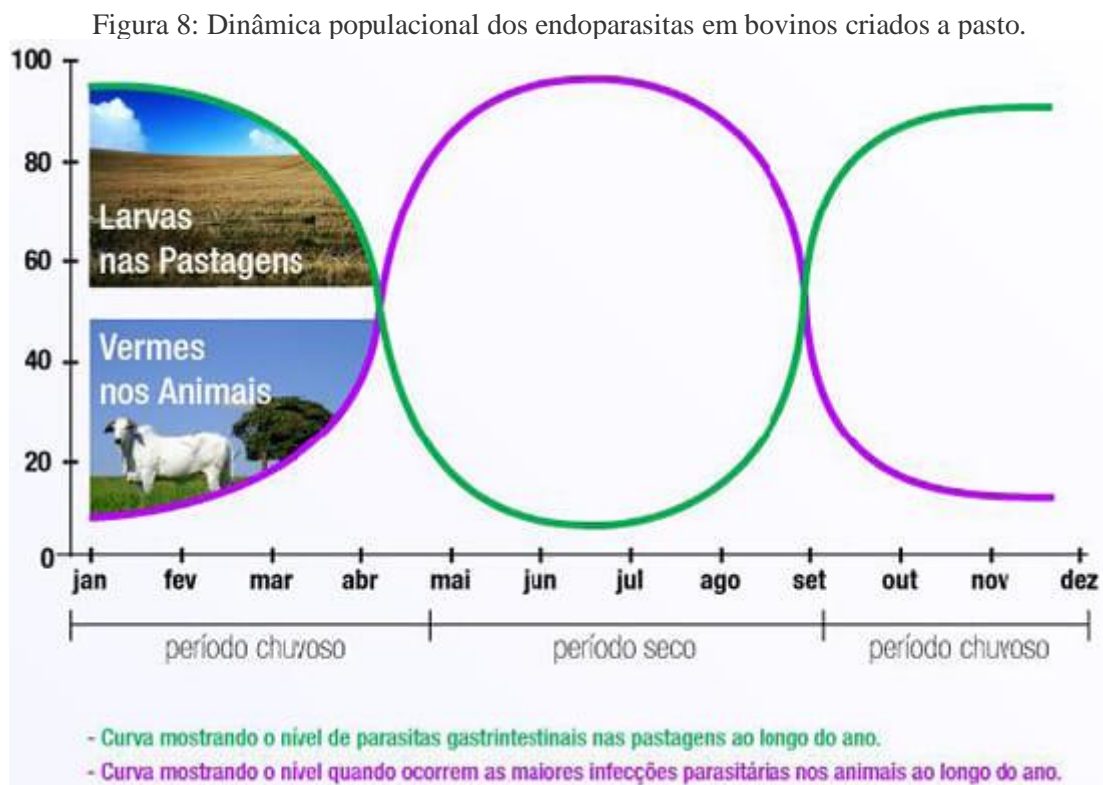 Figura 8: Dinâmica populacional dos endoparasitas em bovinos criados a pasto.
100
80
60
40
20
0
Larvas
nas Pastagens
Vermes
nos Animais
jan fev mar abr mai jun jul ago set out nov dez
período chuvoso período seco período chuvoso
- Curva mostrando o nível de parasitas gastrintestinais nas pastagens ao longo do ano.
- Curva mostrando o nível quando ocorrem as maiores infecções parasitárias nos animais ao longo do ano.